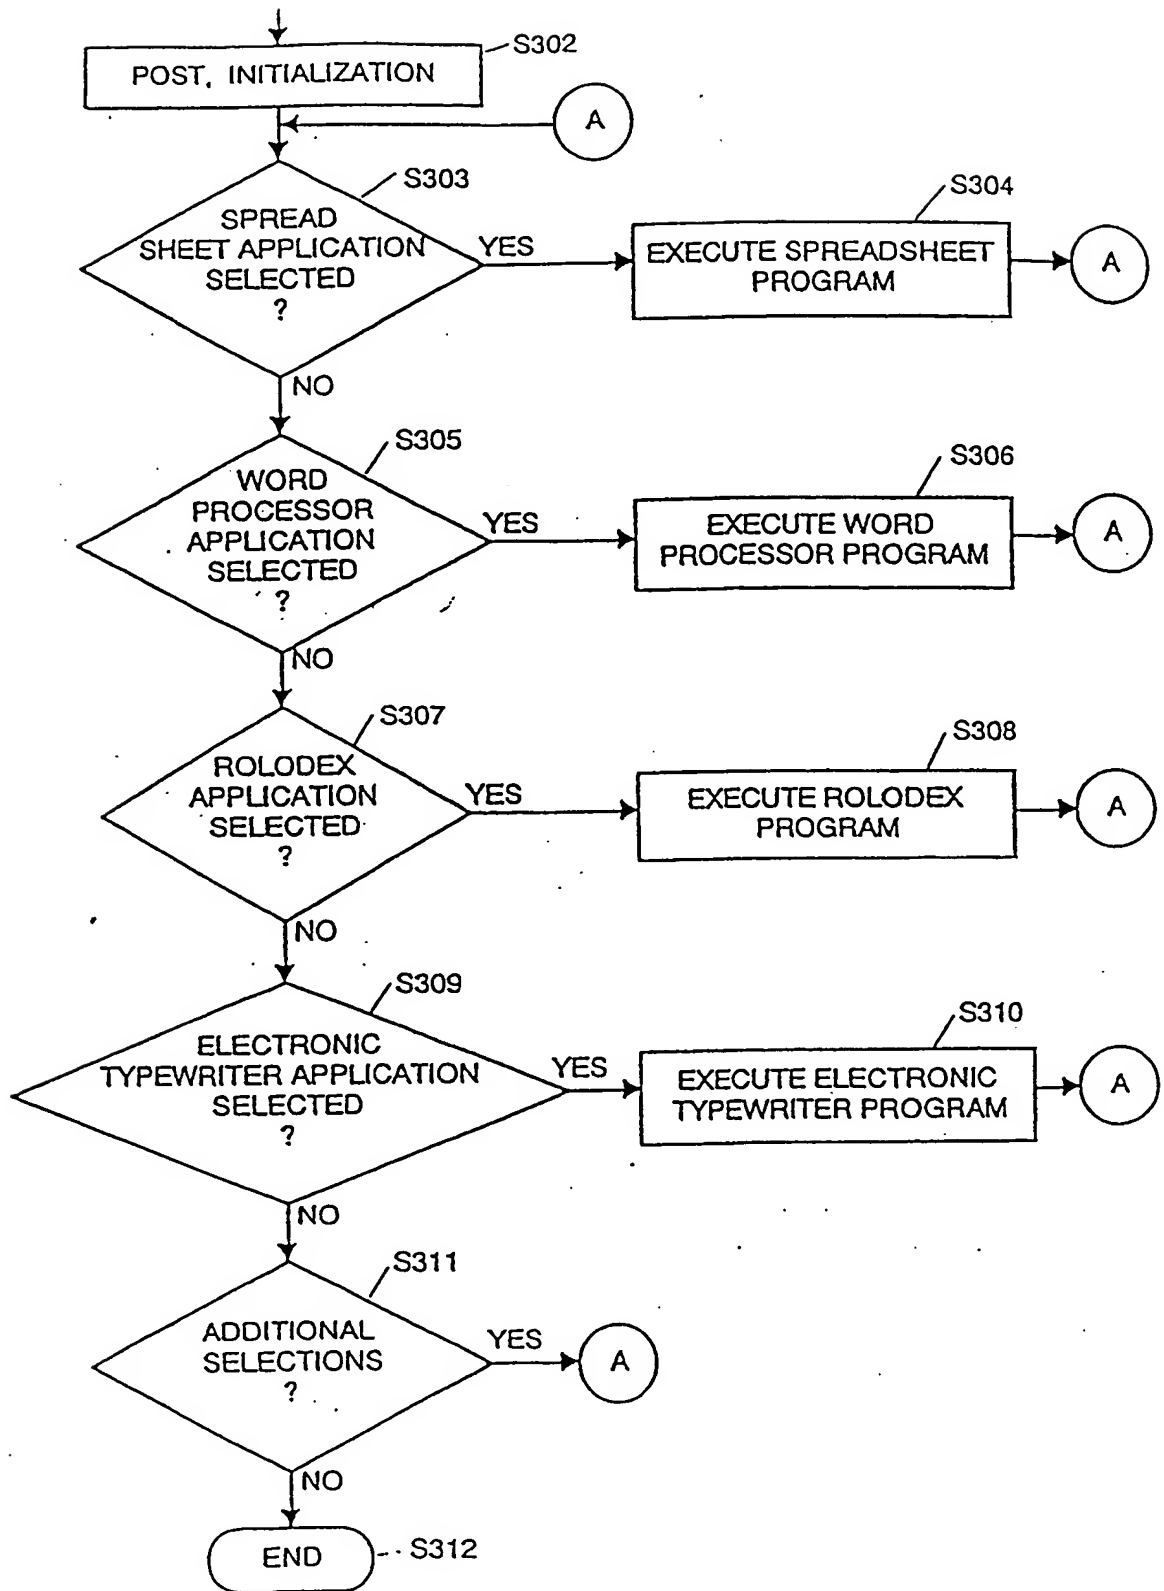 S302
POST, INITIALIZATION
A
S303
SPREAD
SHEET APPLICATION
SELECTED
?
YES
S304
EXECUTE SPREADSHEET
PROGRAM
A
NO
S305
WORD
PROCESSOR
APPLICATION
SELECTED
?
YES
S306
EXECUTE WORD
PROCESSOR PROGRAM
A
NO
S307
ROLODEX
APPLICATION
SELECTED
?
YES
S308
EXECUTE ROLODEX
PROGRAM
A
NO
S309
ELECTRONIC
TYPEWRITER APPLICATION
SELECTED
?
YES
S310
EXECUTE ELECTRONIC
TYPEWRITER PROGRAM
A
NO
S311
ADDITIONAL
SELECTIONS
?
YES
A
NO
END
S312